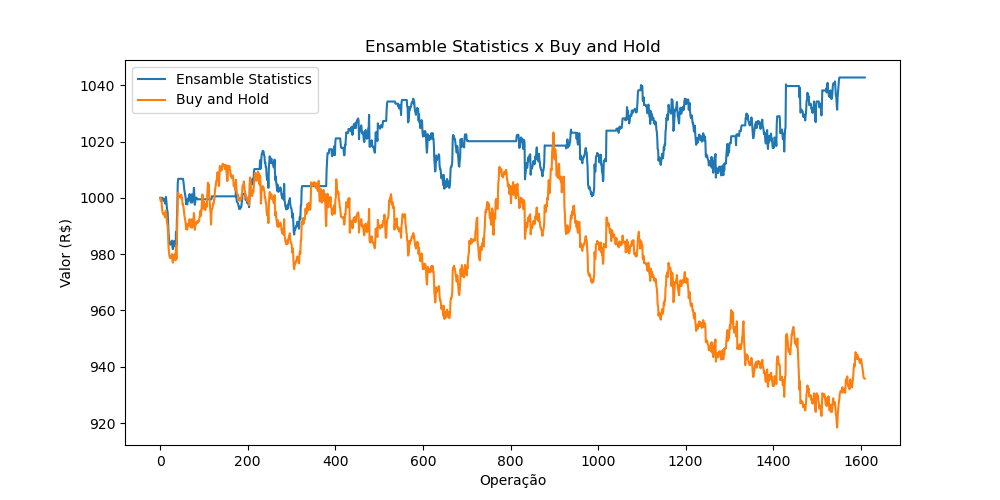 Ensamble Statistics x Buy and Hold
Ensamble Statistics
Buy and Hold
Valor (R$)
1040
1020
1000
980
960
940
920
0 200 400 600 800 1000 1200 1400 1600
Operação